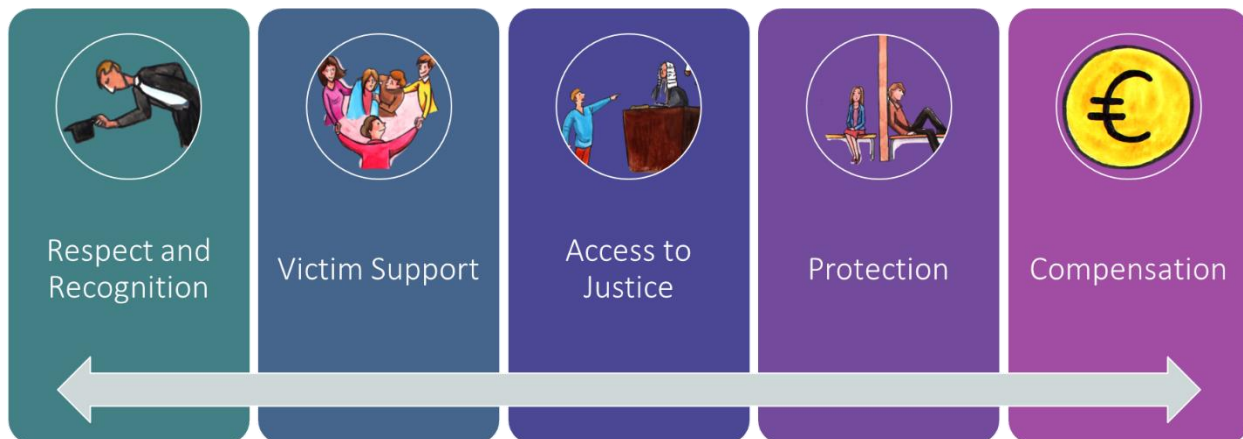 Respect and
Recognition
Victim Support
Access to
Justice
Protection
Compensation
€